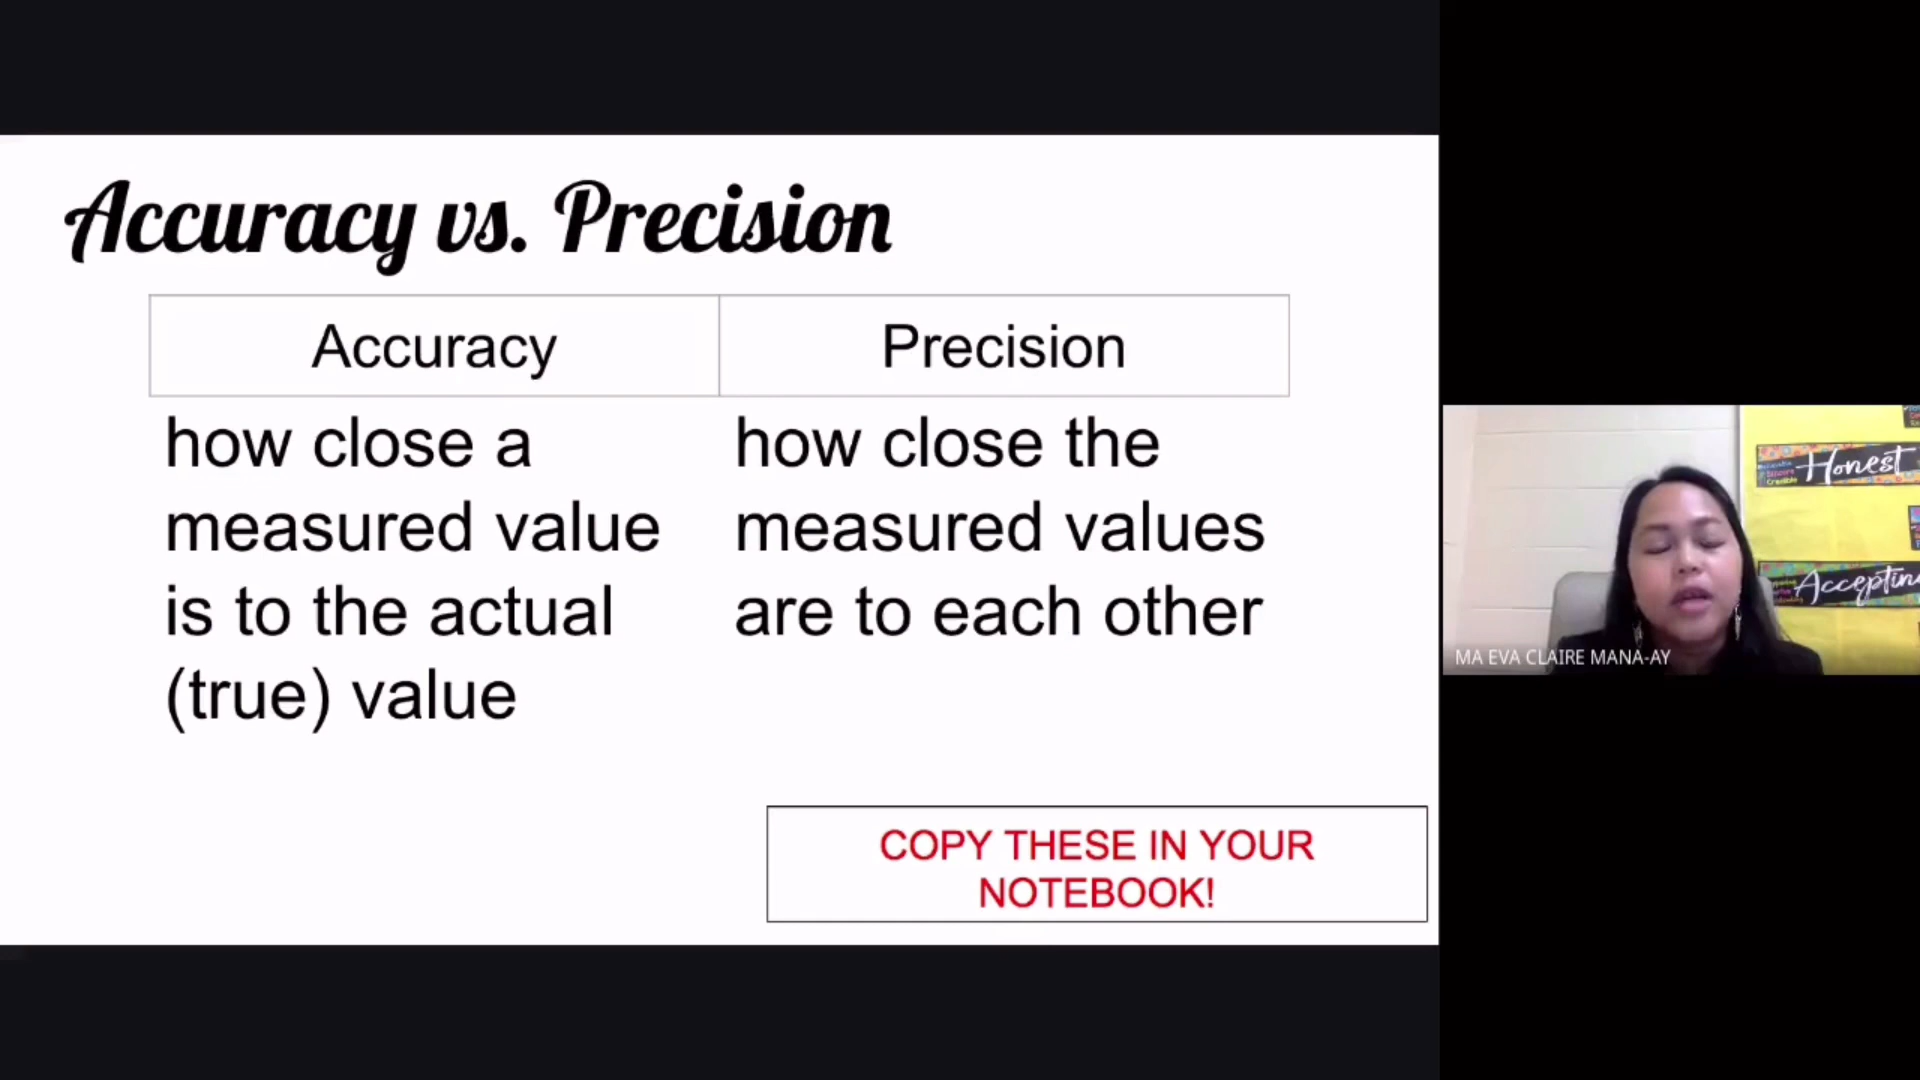 Accuracy vs. Precision
Accuracy
Precision
how close a
measured value
is to the actual
(true) value
how close the
measured values
are to each other
COPY THESE IN YOUR
NOTEBOOK!
Honest
MA EVA CLAIRE MANA-AY